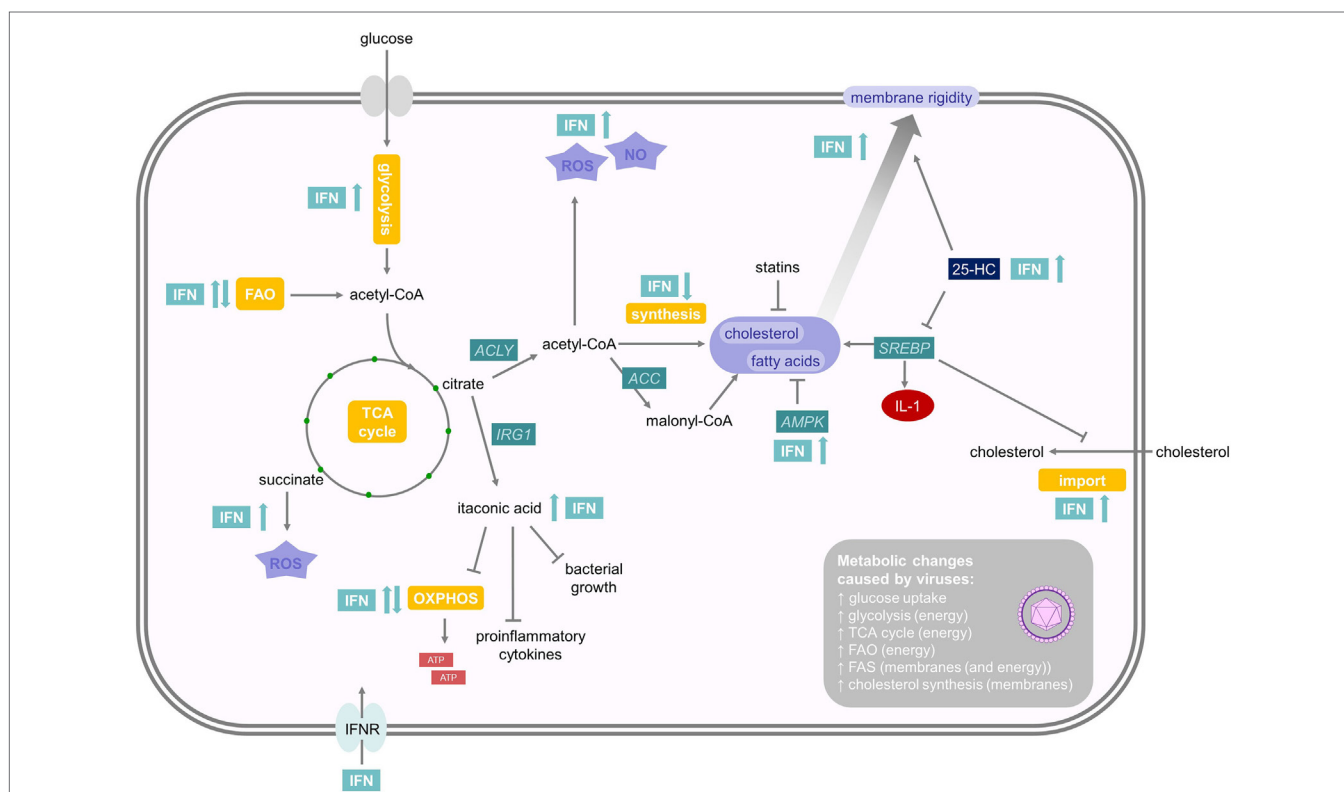 glucose
membrane rigidity
IFN
ROS
NO
IFN
IFN
glycolysis
statins
25-HC
IFN
IFN
FAO
acetyl-CoA
IFN
synthesis
cholesterol
fatty acids
SREBP
ACLY
acetyl-CoA
ACC
citrate
IL-1
TCA
cycle
malonyl-CoA
AMPK
IFN
IRG1
cholesterol
cholesterol
import
IFN
succinate
IFN
itaconic acid
IFN
ROS
bacterial
growth
IFN
OXPHOS
proinflammatory
cytokines
ATP
ATP
Metabolic changes
caused by viruses:
↑ glucose uptake
↑ glycolysis (energy)
↑ TCA cycle (energy)
↑ FAO (energy)
↑ FAS (membranes (and energy))
↑ cholesterol synthesis (membranes)
IFNR
IFN